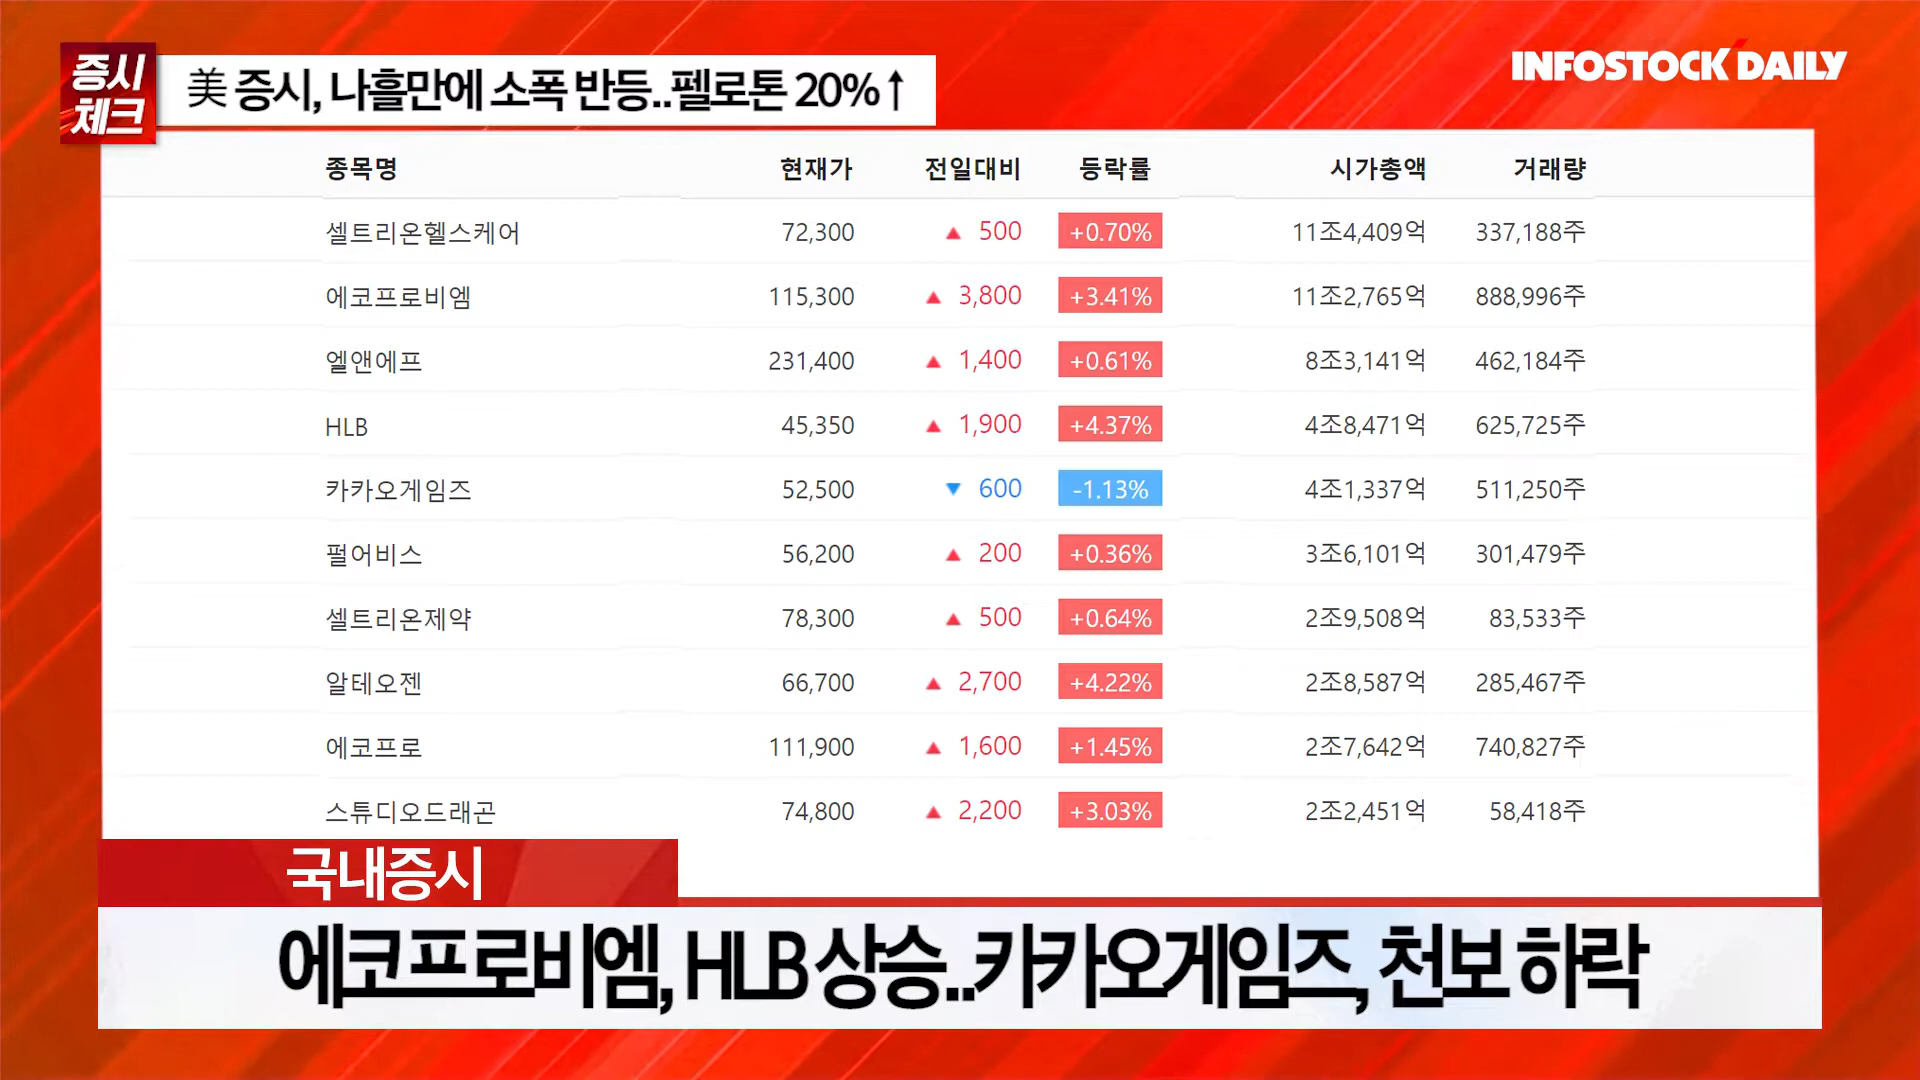 증시
체크
美 증시, 나흘만에 소폭 반등..펠로톤 20%↑
INFOSTOCK DAILY
종목명 현재가 전일대비 등락률 시가총액 거래량
셀트리온헬스케어 72,300 ▲ 500 +0.70% 11조4,409억 337,188주
에코프로비엠 115,300 ▲ 3,800 +3.41% 11조2,765억 888,996주
엘앤에프 231,400 ▲ 1,400 +0.61% 8조3,141억 462,184주
HLB 45,350 ▲ 1,900 +4.37% 4조8,471억 625,725주
카카오게임즈 52,500 ▼ 600 -1.13% 4조1,337억 511,250주
펄어비스 56,200 ▲ 200 +0.36% 3조6,101억 301,479주
셀트리온제약 78,300 ▲ 500 +0.64% 2조9,508억 83,533주
알테오젠 66,700 ▲ 2,700 +4.22% 2조8,587억 285,467주
에코프로 111,900 ▲ 1,600 +1.45% 2조7,642억 740,827주
스튜디오드래곤 74,800 ▲ 2,200 +3.03% 2조2,451억 58,418주
국내증시
에코프로비엠, HLB 상승..카카오게임즈, 천보 하락